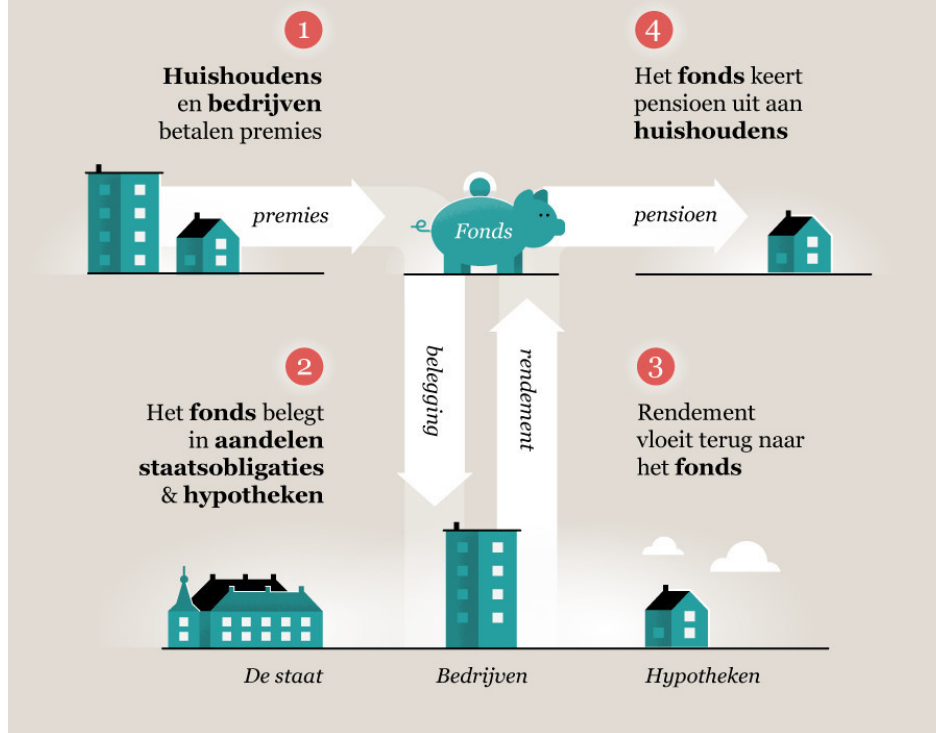 1
Huishoudens
en bedrijven
betalen premies
premies
Fonds
4
Het fonds keert
pensioen uit aan
huishoudens
pensioen
2
Het fonds belegt
in aandelen
staatsobligaties
& hypotheken
belegging
rendement
3
Rendement
vloeit terug naar
het fonds
De staat
Bedrijven
Hypotheken